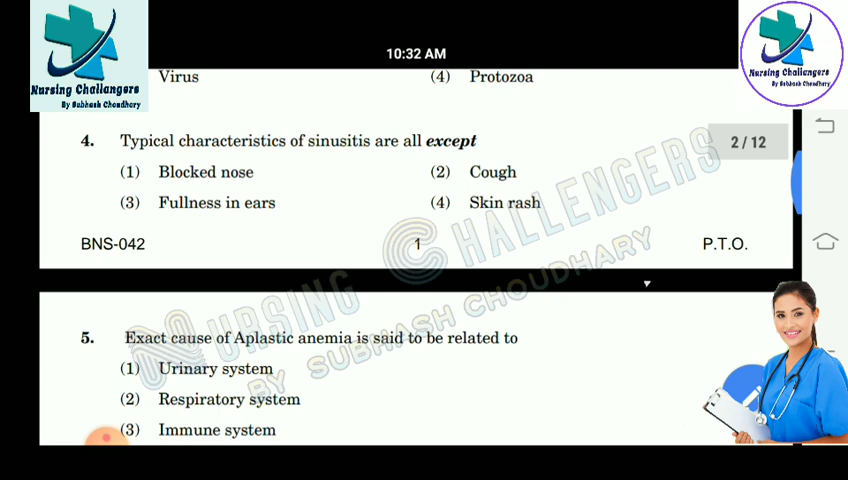 Nursing Challangers
By Subhash Choudhary
10:32 AM
Nursing Challangers
By Subhash Choudhary
Virus
(4) Protozoa
4. Typical characteristics of sinusitis are all except
2 / 12
(1) Blocked nose (2) Cough
(3) Fullness in ears (4) Skin rash
BNS-042 1 P.T.O.
NURSING CHALLENGERS
BY SUBHASH CHOUDHARY
5. Exact cause of Aplastic anemia is said to be related to
(1) Urinary system
(2) Respiratory system
(3) Immune system